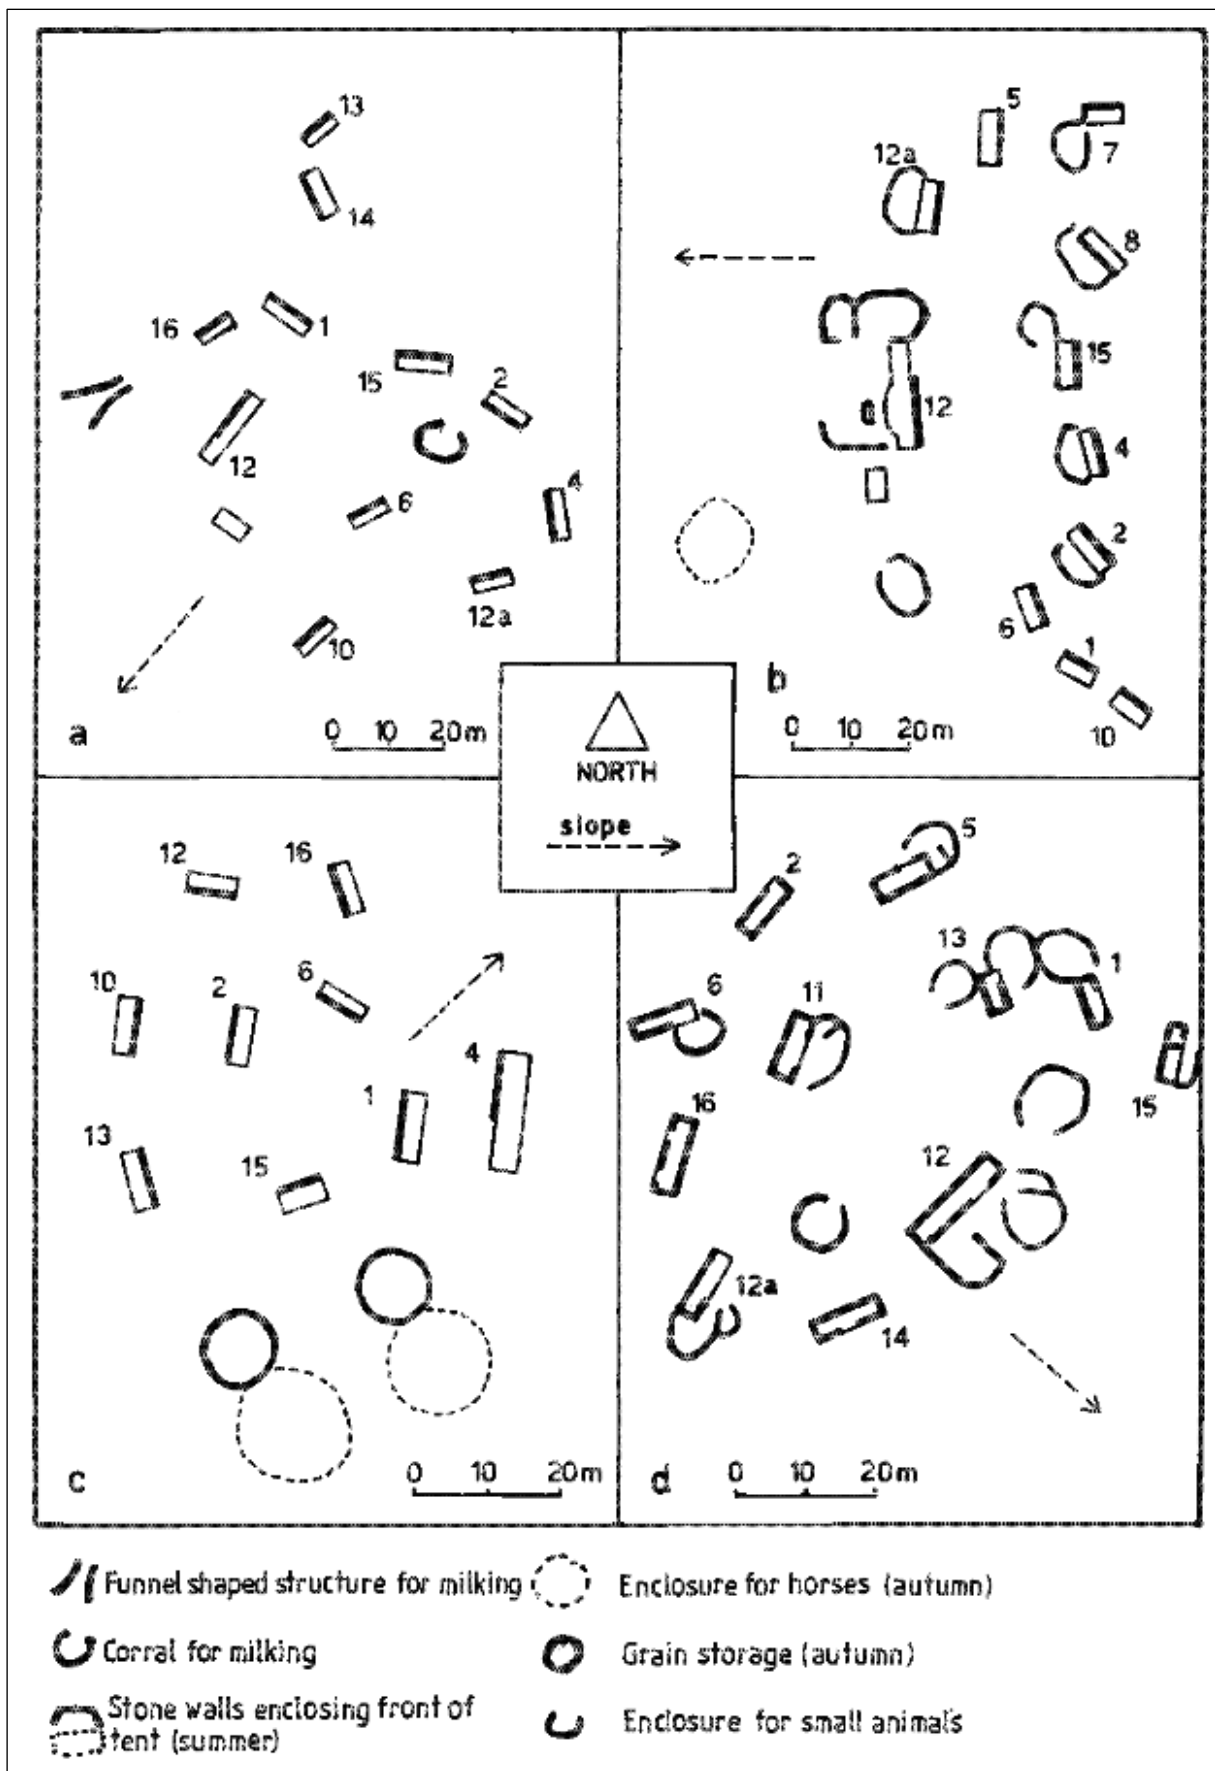 13
14
16
1
15
2
12
6
4
12a
10
a
0 10 20m
5
7
12a
8
15
12
4
2
6
1
10
b
0 10 20m
NORTH
slope
12
16
10
2
6
4
1
13
15
c
0 10 20m
5
2
13
1
6
11
15
16
12
12a
14
d
0 10 20m
Funnel shaped structure for milking
Enclosure for horses (autumn)
Corral for milking
Grain storage (autumn)
Stone walls enclosing front of
tent (summer)
Enclosure for small animals